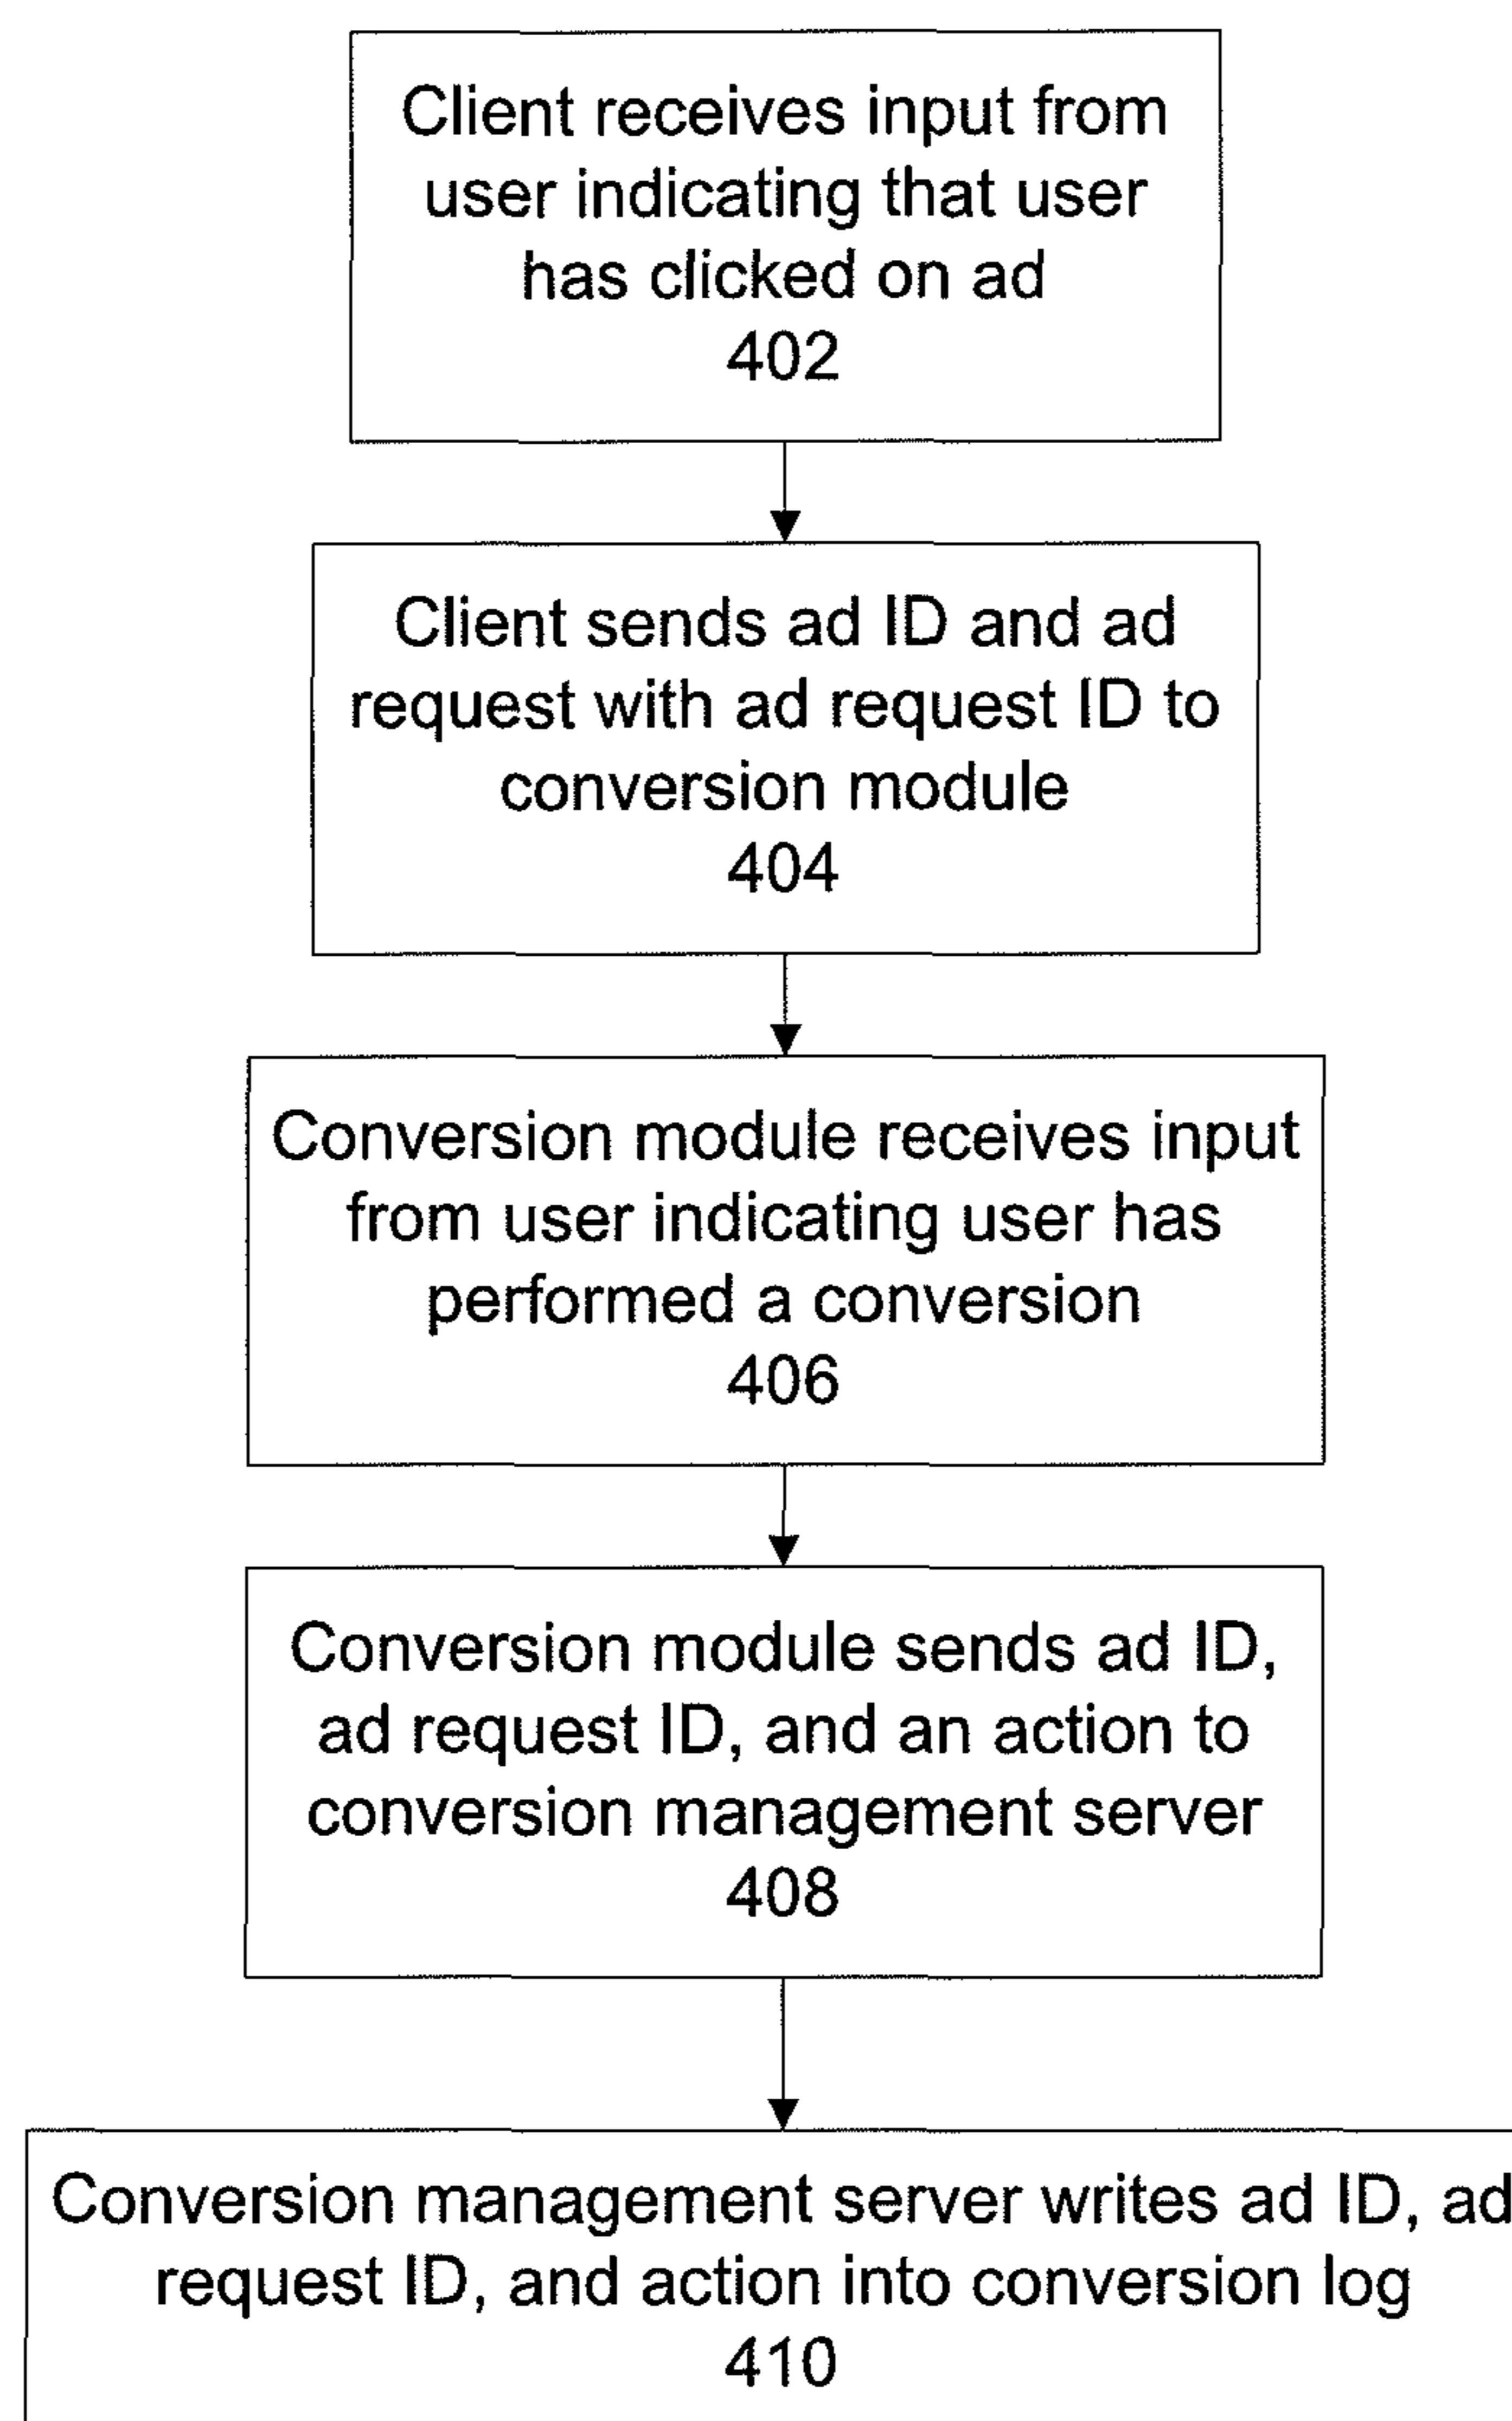 Client receives input from
user indicating that user
has clicked on ad
402
Client sends ad ID and ad
request with ad request ID to
conversion module
404
Conversion module receives input
from user indicating user has
performed a conversion
406
Conversion module sends ad ID,
ad request ID, and an action to
conversion management server
408
Conversion management server writes ad ID, ad
request ID, and action into conversion log
410